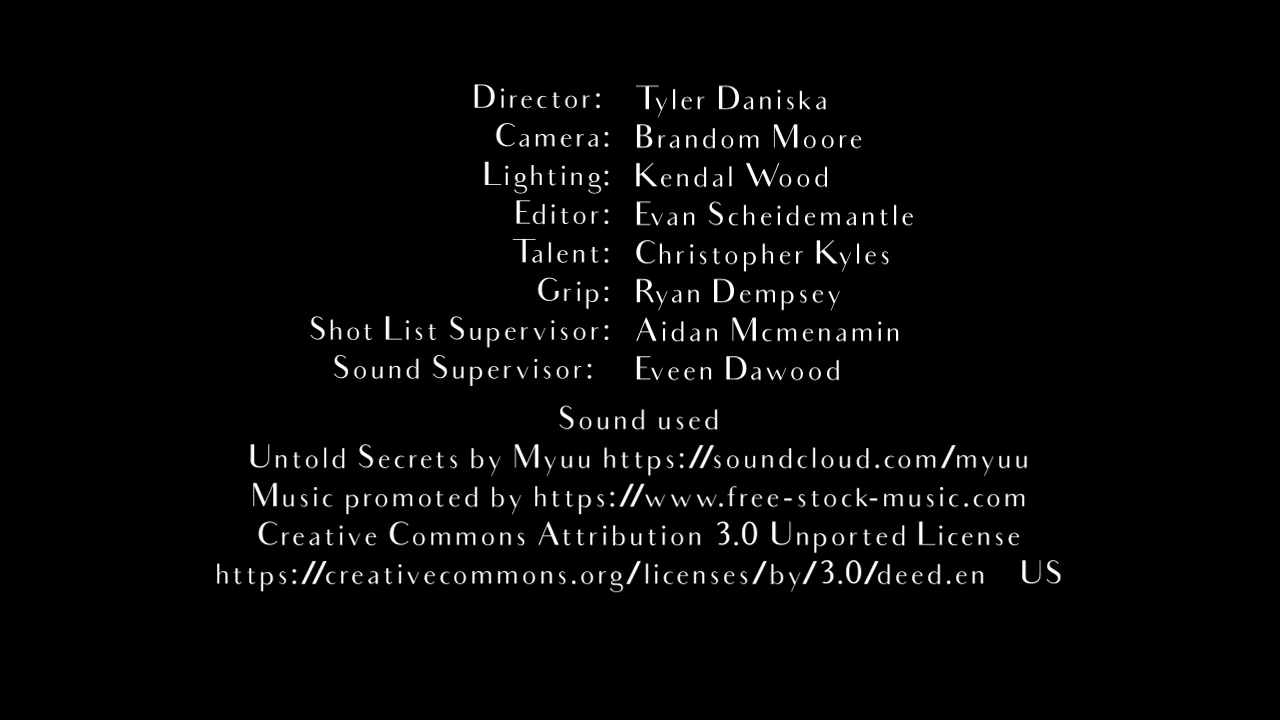 Director: Tyler Daniska
Camera: Brandom Moore
Lighting: Kendal Wood
Editor: Evan Scheidemantle
Talent: Christopher Kyles
Grip: Ryan Dempsey
Shot List Supervisor: Aidan Mcmenamin
Sound Supervisor: Eveen Dawood
Sound used
Untold Secrets by Myuu https://soundcloud.com/myuu
Music promoted by https://www.free-stock-music.com
Creative Commons Attribution 3.0 Unported License
https://creativecommons.org/licenses/by/3.0/deed.en US